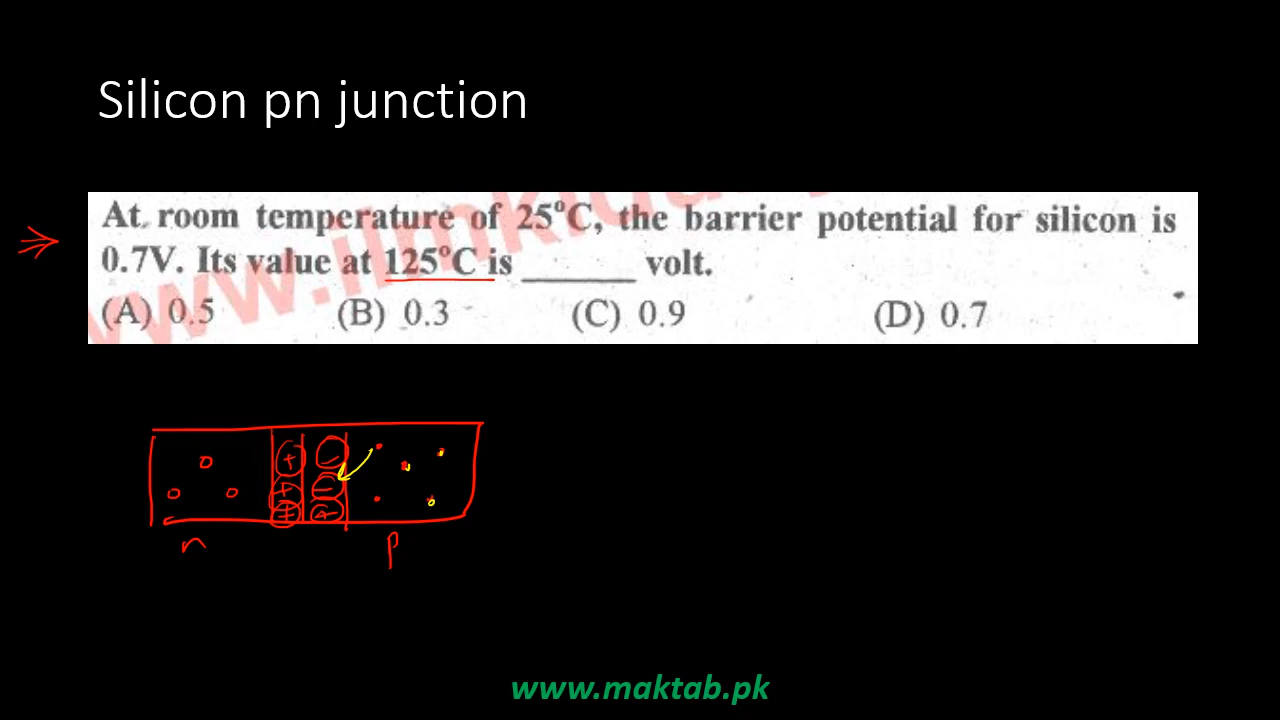 Silicon pn junction
At room temperature of 25°C, the barrier potential for silicon is
0.7V. Its value at 125°C is ________ volt.
(A) 0.5 (B) 0.3 (C) 0.9 (D) 0.7
+ −
+ −
+ −
n p
www.maktab.pk